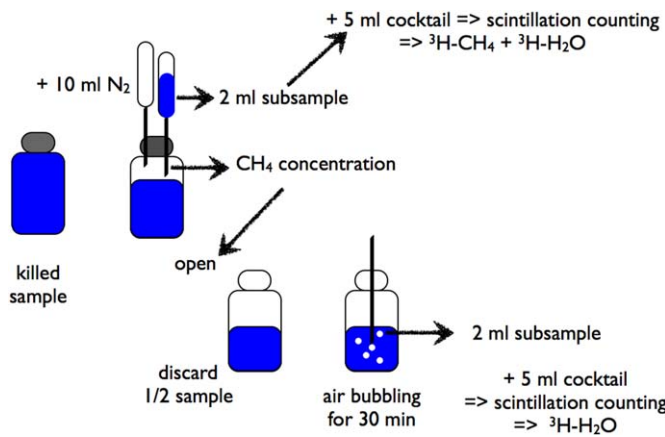 + 5 ml cocktail => scintillation counting
=> ³H-CH₄ + ³H-H₂O
+ 10 ml N₂
2 ml subsample
CH₄ concentration
killed
sample
open
discard
1/2 sample
air bubbling
for 30 min
2 ml subsample
+ 5 ml cocktail
=> scintillation counting
=> ³H-H₂O